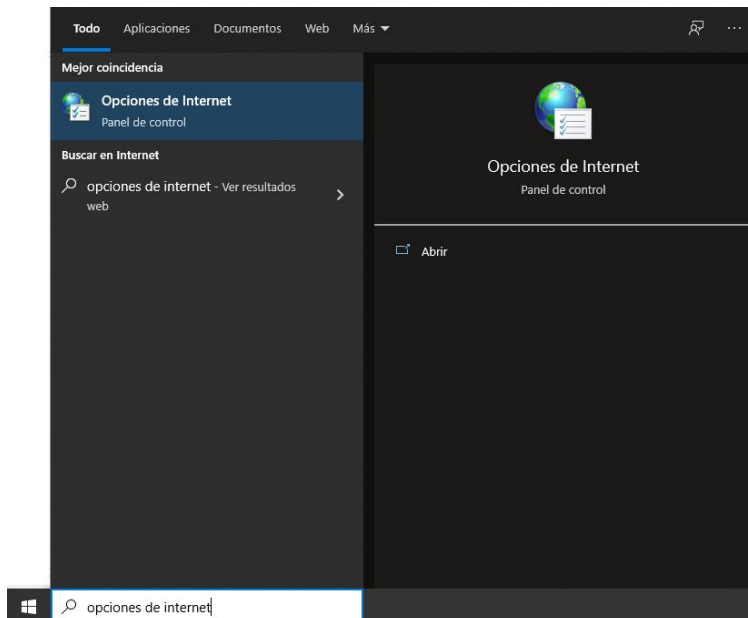 Todo Aplicaciones Documentos Web Más
Mejor coincidencia
Opciones de Internet
Panel de control
Buscar en Internet
opciones de internet - Ver resultados
web
Opciones de Internet
Panel de control
Abrir
opciones de internet